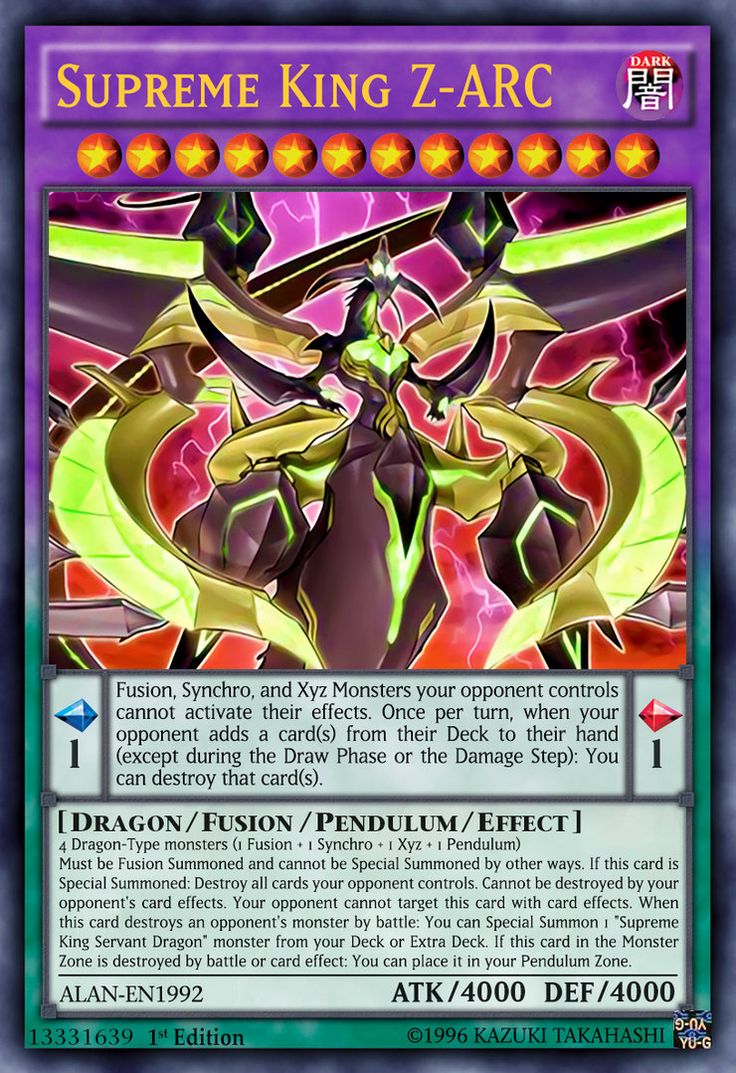 Supreme King Z-ARC
DARK
闇
Fusion, Synchro, and Xyz Monsters your opponent controls
cannot activate their effects. Once per turn, when your
opponent adds a card(s) from their Deck to their hand
(except during the Draw Phase or the Damage Step): You
can destroy that card(s).
1
1
[Dragon/Fusion/Pendulum/Effect]
4 Dragon-Type monsters (1 Fusion + 1 Synchro + 1 Xyz + 1 Pendulum)
Must be Fusion Summoned and cannot be Special Summoned by other ways. If this card is
Special Summoned: Destroy all cards your opponent controls. Cannot be destroyed by your
opponent's card effects. Your opponent cannot target this card with card effects. When
this card destroys an opponent's monster by battle: You can Special Summon 1 "Supreme
King Servant Dragon" monster from your Deck or Extra Deck. If this card in the Monster
Zone is destroyed by battle or card effect: You can place it in your Pendulum Zone.
ALAN-EN1992
ATK/4000 DEF/4000
13331639 1st Edition
©1996 KAZUKI TAKAHASHI
YU-G
YU-G